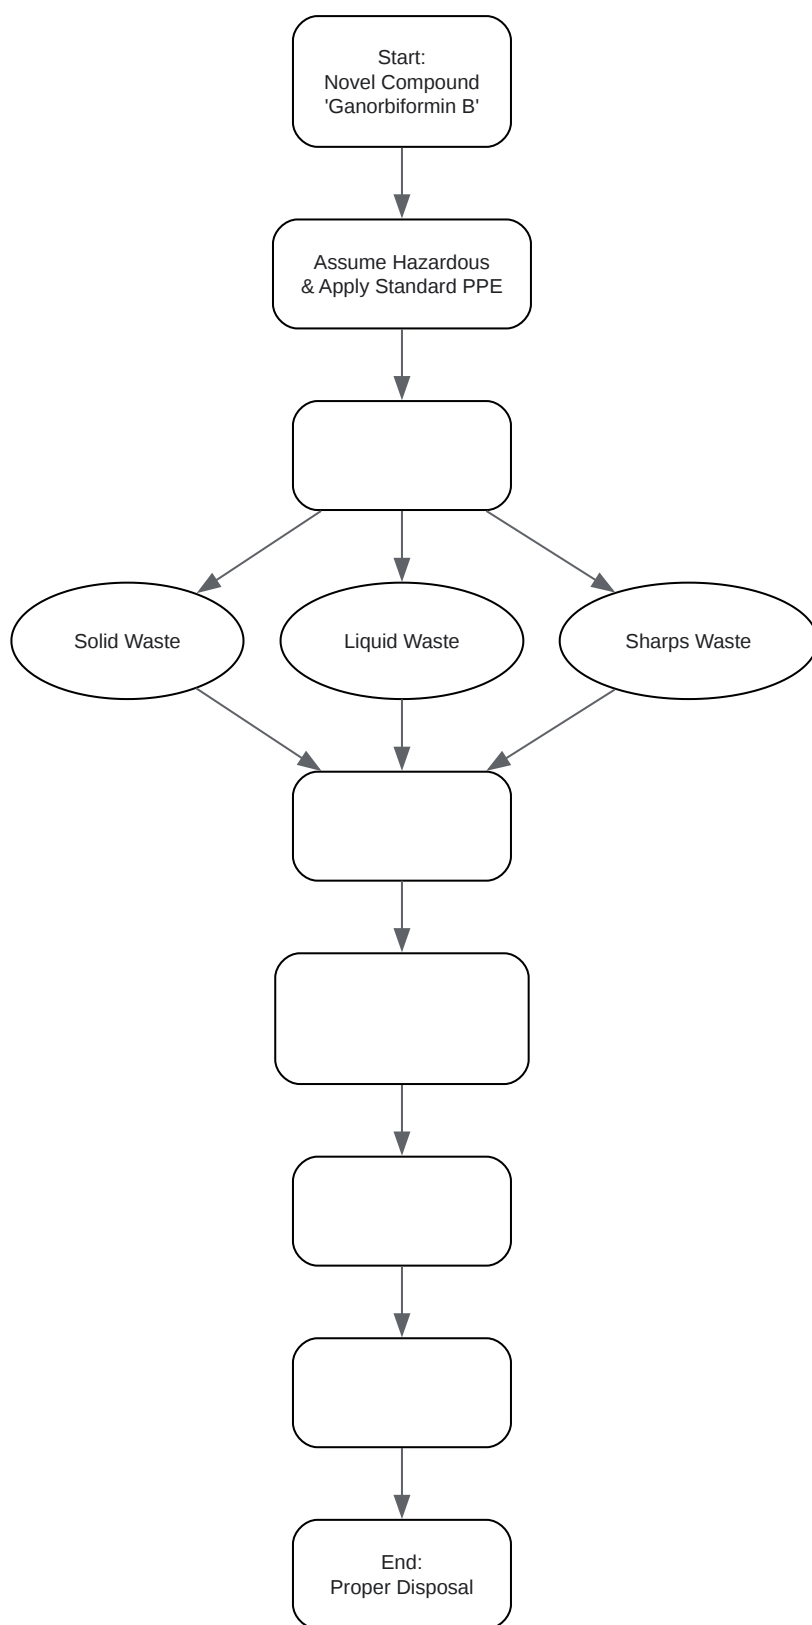 Start:
Novel Compound
'Ganorbiformin B'
Assume Hazardous
& Apply Standard PPE
Solid Waste
Liquid Waste
Sharps Waste
End:
Proper Disposal